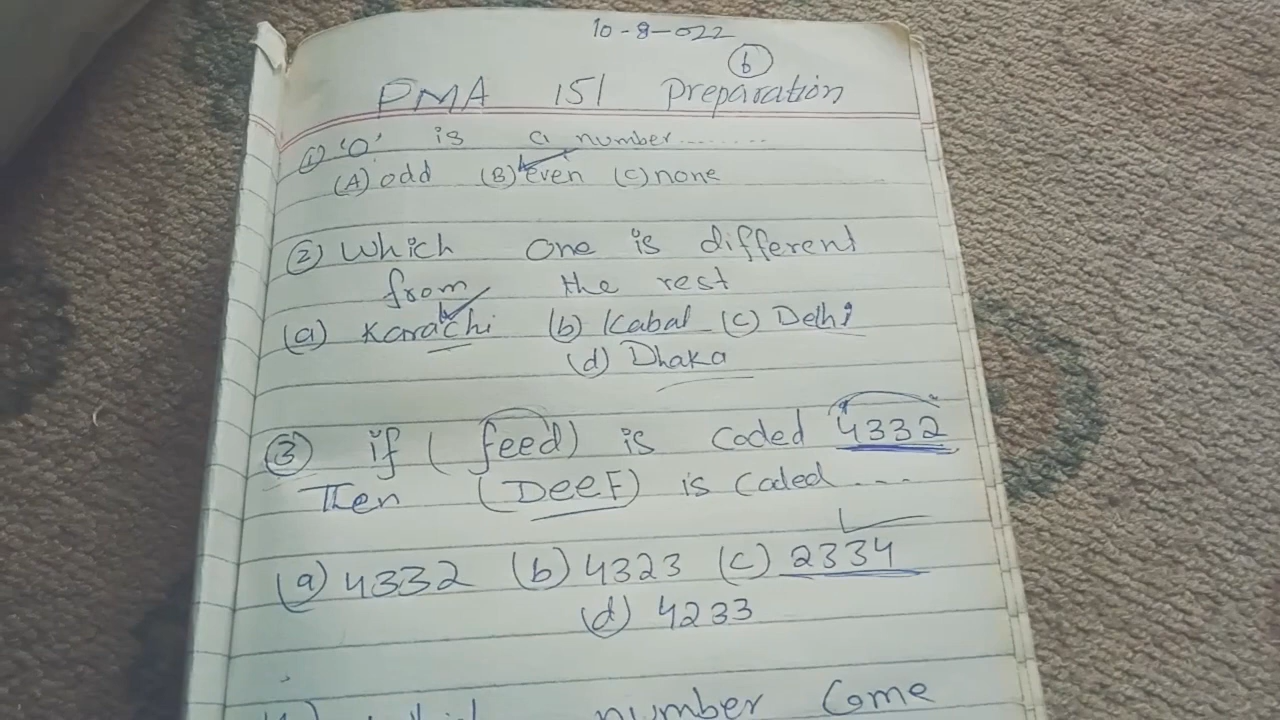 10-8-022
6
PMA 151 Preparation
① '0' is a number........
(A) odd (B) even (C) none
② Which One is different
from the rest
(a) Karachi (b) Kabal (c) Delhi
(d) Dhaka
③ if (feed) is coded 4332
Then (DeeF) is coded ...
(a) 4332 (b) 4323 (c) 2334
(d) 4233
number Come